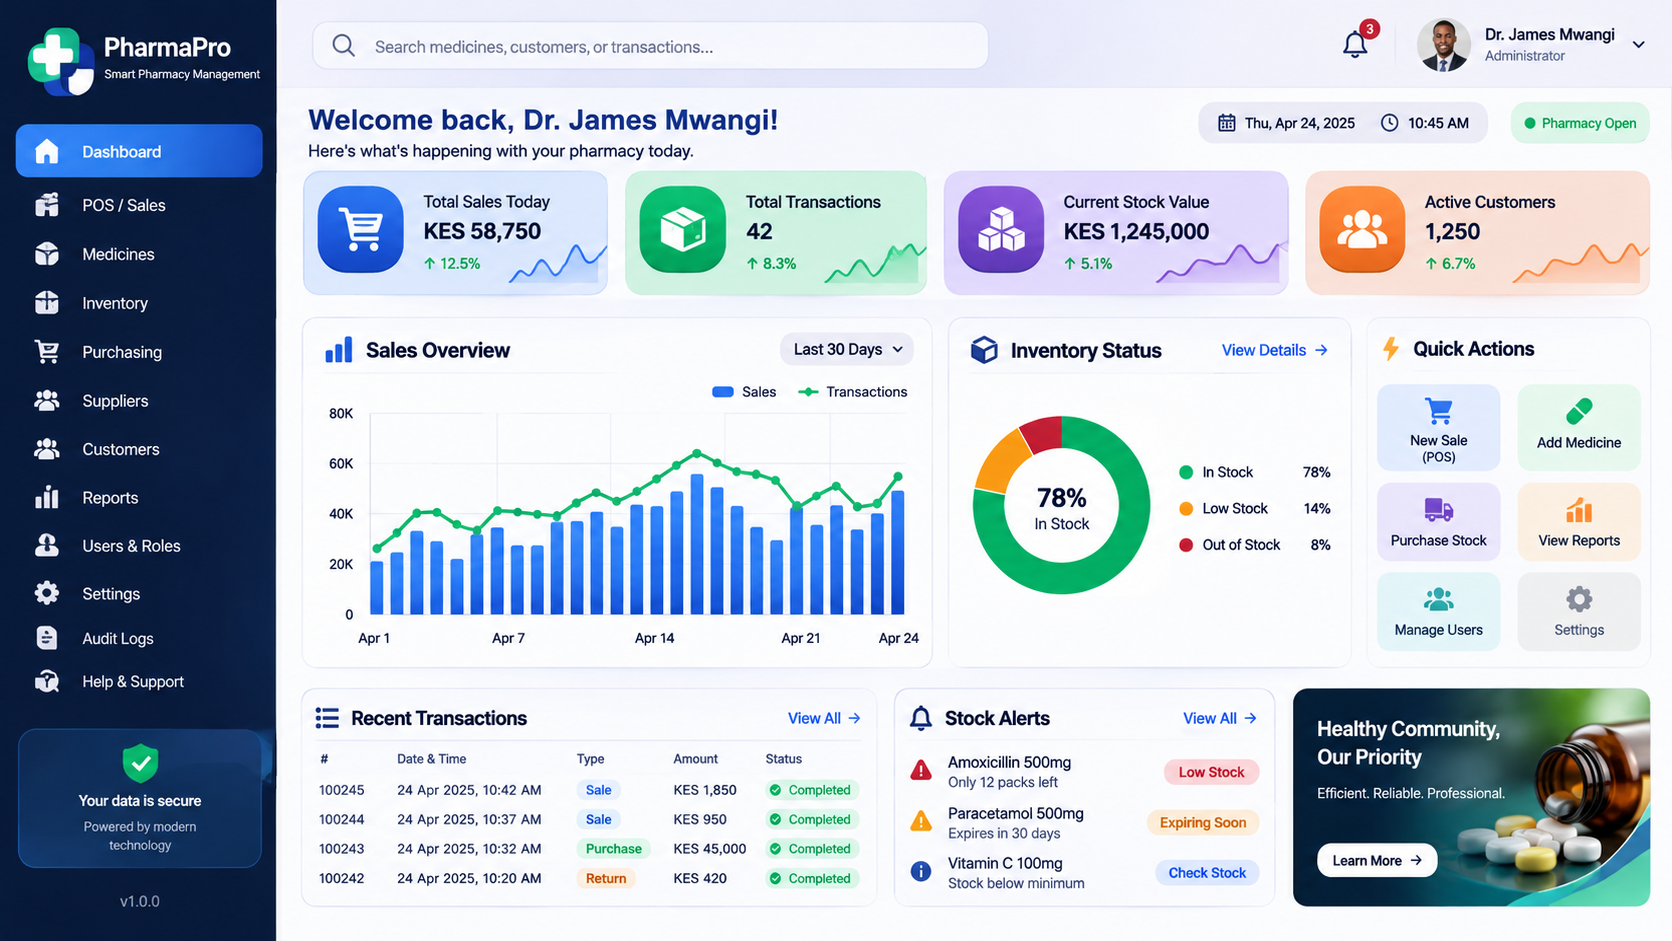 PharmaPro
Smart Pharmacy Management
Dashboard
POS / Sales
Medicines
Inventory
Purchasing
Suppliers
Customers
Reports
Users & Roles
Settings
Audit Logs
Help & Support
Your data is secure
Powered by modern
technology
v1.0.0
Search medicines, customers, or transactions...
3
Dr. James Mwangi
Administrator
Welcome back, Dr. James Mwangi!
Here's what's happening with your pharmacy today.
Thu, Apr 24, 2025 10:45 AM
Pharmacy Open
Total Sales Today
KES 58,750
↑ 12.5%
Total Transactions
42
↑ 8.3%
Current Stock Value
KES 1,245,000
↑ 5.1%
Active Customers
1,250
↑ 6.7%
Sales Overview
Last 30 Days
Sales Transactions
80K
60K
40K
20K
0
Apr 1 Apr 7 Apr 14 Apr 21 Apr 24
Inventory Status
View Details →
78%
In Stock
In Stock 78%
Low Stock 14%
Out of Stock 8%
Quick Actions
New Sale
(POS)
Add Medicine
Purchase Stock
View Reports
Manage Users
Settings
Recent Transactions
View All →
# Date & Time Type Amount Status
100245 24 Apr 2025, 10:42 AM Sale KES 1,850 Completed
100244 24 Apr 2025, 10:37 AM Sale KES 950 Completed
100243 24 Apr 2025, 10:32 AM Purchase KES 45,000 Completed
100242 24 Apr 2025, 10:20 AM Return KES 420 Completed
Stock Alerts
View All →
Amoxicillin 500mg
Only 12 packs left
Low Stock
Paracetamol 500mg
Expires in 30 days
Expiring Soon
Vitamin C 100mg
Stock below minimum
Check Stock
Healthy Community,
Our Priority
Efficient. Reliable. Professional.
Learn More →